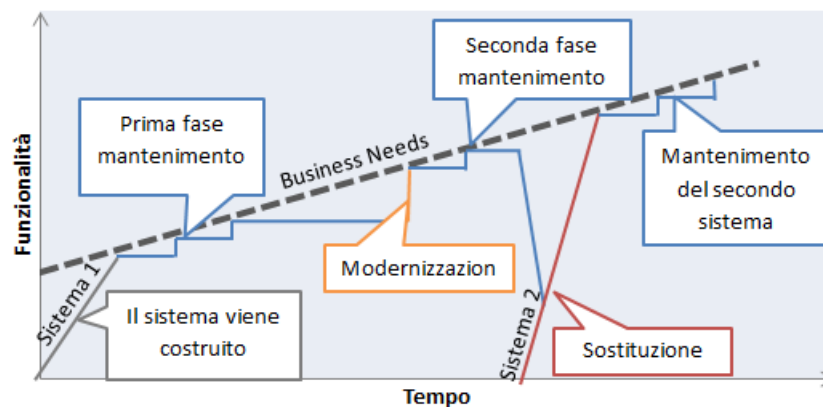 Funzionalità
Seconda fase
mantenimento
Prima fase
mantenimento
Business Needs
Mantenimento
del secondo
sistema
Modernizzazion
Sistema 1
Il sistema viene
costruito
Sistema 2
Sostituzione
Tempo